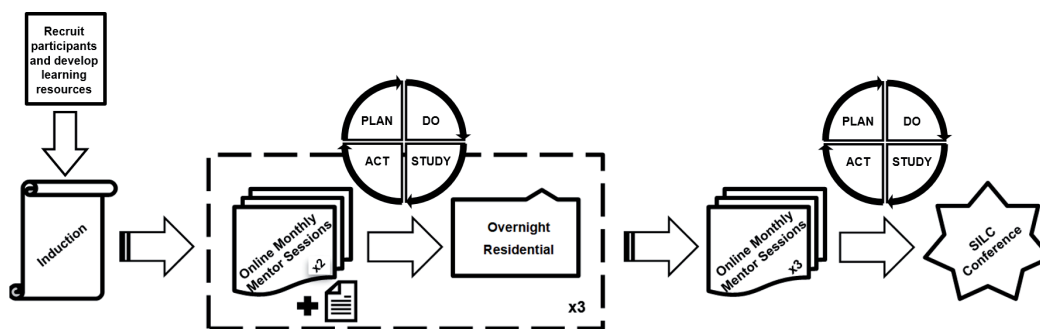 Recruit
participants
and develop
learning
resources
Induction
PLAN
DO
ACT
STUDY
Online Monthly
Mentor Sessions
x2
Overnight
Residential
x3
Online Monthly
Mentor Sessions
x3
PLAN
DO
ACT
STUDY
SILC
Conference